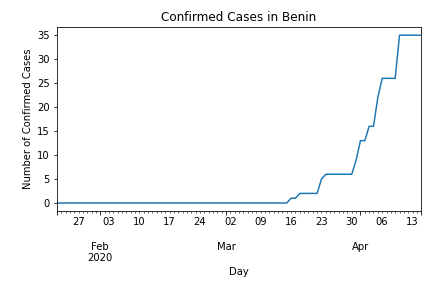 Confirmed Cases in Benin
Number of Confirmed Cases
35
30
25
20
15
10
5
0
27 03 10 17 24 02 09 16 23 30 06 13
Feb Mar Apr
2020
Day